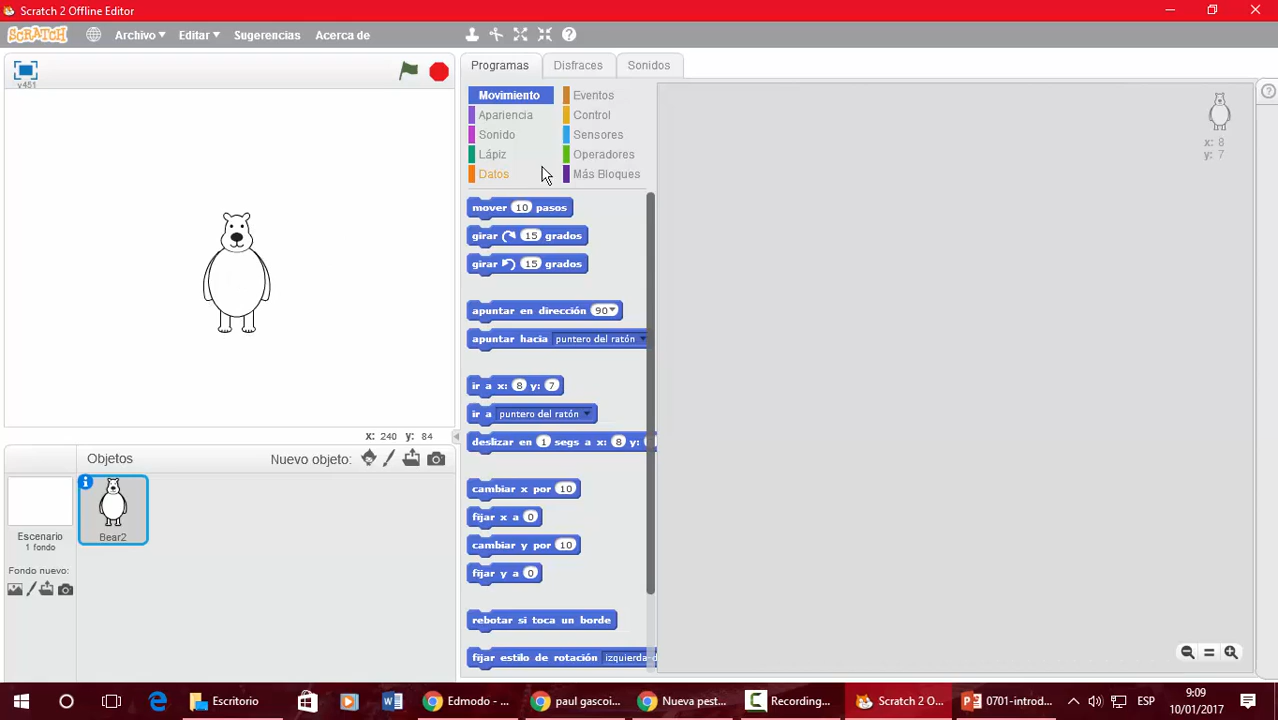 Scratch 2 Offline Editor
SCRATCH
Archivo Editar Sugerencias Acerca de
v451
Programas Disfraces Sonidos
Movimiento Eventos
Apariencia Control
Sonido Sensores
Lápiz Operadores
Datos Más Bloques
mover 10 pasos
girar 15 grados
girar 15 grados
apuntar en dirección 90
apuntar hacia puntero del ratón
ir a x: 8 y: 7
ir a puntero del ratón
deslizar en 1 segs a x: 8 y:
cambiar x por 10
fijar x a 0
cambiar y por 10
fijar y a 0
rebotar si toca un borde
fijar estilo de rotación izquierda-d
x: 8
y: 7
x: 240 y: 84
Objetos Nuevo objeto:
Escenario
1 fondo
Fondo nuevo:
Bear2
Escritorio
Edmodo - ...
paul gascoi...
Nueva pest...
Recording...
Scratch 2 O...
0701-introd...
ESP
9:09
10/01/2017